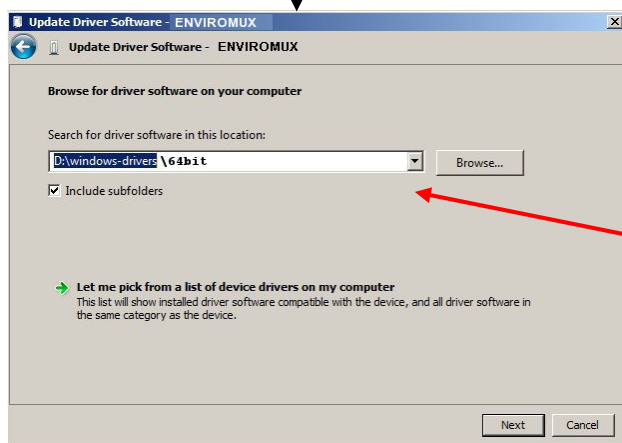 Update Driver Software - ENVIROMUX
Update Driver Software - ENVIROMUX
Browse for driver software on your computer
Search for driver software in this location:
D:\windows-drivers \64bit
Browse...
Include subfolders
Let me pick from a list of device drivers on my computer
This list will show installed driver software compatible with the device, and all driver software in
the same category as the device.
Next Cancel